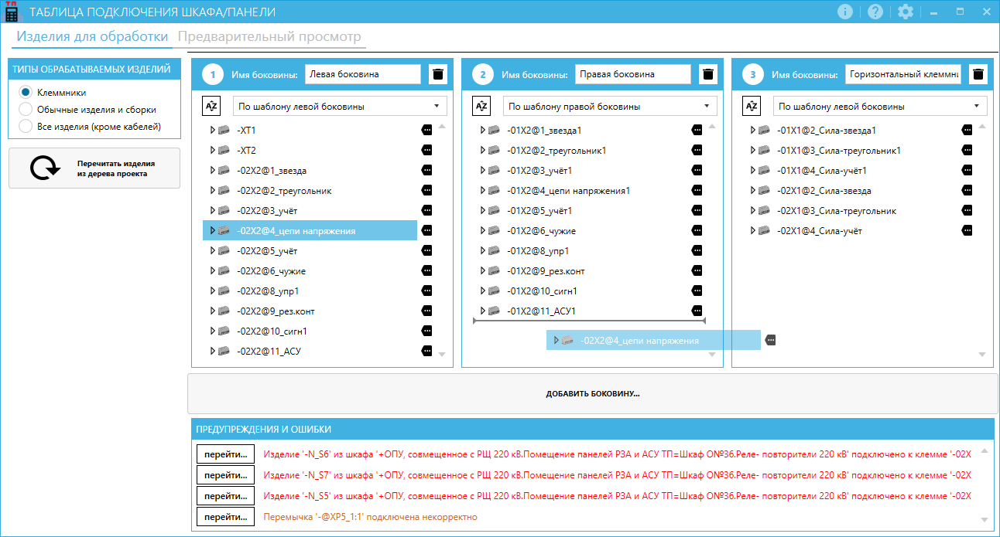 ТП
ТАБЛИЦА ПОДКЛЮЧЕНИЯ ШКАФА/ПАНЕЛИ
Изделия для обработки
Предварительный просмотр
ТИПЫ ОБРАБАТЫВАЕМЫХ ИЗДЕЛИЙ
Клеммники
Обычные изделия и сборки
Все изделия (кроме кабелей)
Перечитать изделия
из дерева проекта
1 Имя боковины: Левая боковина
AZ По шаблону левой боковины
-XT1
-XT2
-02X2@1_звезда
-02X2@2_треугольник
-02X2@3_учёт
-02X2@4_цепи напряжения
-02X2@5_учёт
-02X2@6_чужие
-02X2@8_упр1
-02X2@9_рез.конт
-02X2@10_сигн1
-02X2@11_АСУ
2 Имя боковины: Правая боковина
AZ По шаблону правой боковины
-01X2@1_звезда1
-01X2@2_треугольник1
-01X2@3_учёт1
-01X2@4_цепи напряжения1
-01X2@5_учёт1
-01X2@6_чужие
-01X2@8_упр1
-01X2@9_рез.конт
-01X2@10_сигн1
-01X2@11_АСУ1
-02X2@4_цепи напряжения
3 Имя боковины: Горизонтальный клеммни
AZ По шаблону левой боковины
-01X1@2_Сила-звезда1
-01X1@3_Сила-треугольник1
-01X1@4_Сила-учёт1
-02X1@2_Сила-звезда
-02X1@3_Сила-треугольник
-02X1@4_Сила-учёт
ДОБАВИТЬ БОКОВИНУ...
ПРЕДУПРЕЖДЕНИЯ И ОШИБКИ
перейти... Изделие '-N_S6' из шкафа '+ОПУ, совмещенное с РЩ 220 кВ.Помещение панелей РЗА и АСУ ТП=Шкаф О№36.Реле- повторители 220 кВ' подключено к клемме '-02X
перейти... Изделие '-N_S7' из шкафа '+ОПУ, совмещенное с РЩ 220 кВ.Помещение панелей РЗА и АСУ ТП=Шкаф О№36.Реле- повторители 220 кВ' подключено к клемме '-02X
перейти... Изделие '-N_S5' из шкафа '+ОПУ, совмещенное с РЩ 220 кВ.Помещение панелей РЗА и АСУ ТП=Шкаф О№36.Реле- повторители 220 кВ' подключено к клемме '-02X
перейти... Перемычка '-@XP5_1:1' подключена некорректно